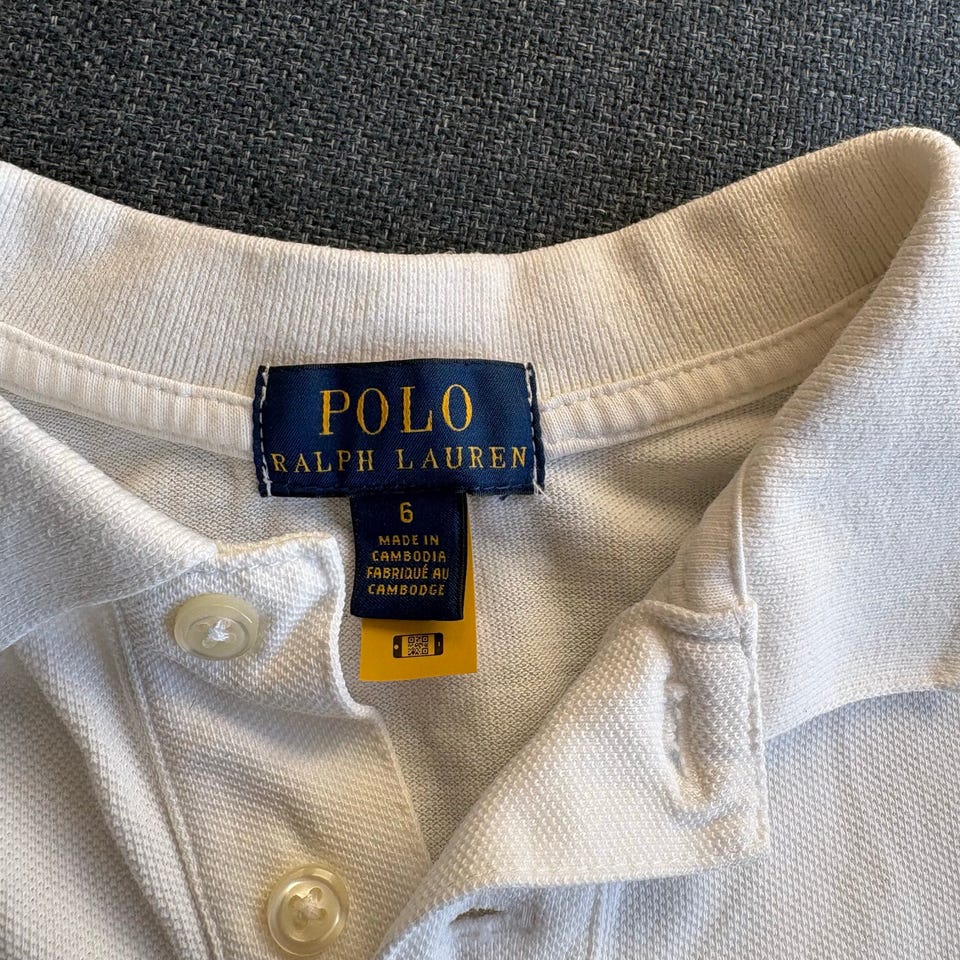 POLO
RALPH LAUREN
6
MADE IN
CAMBODIA
FABRIQUÉ AU
CAMBODGE